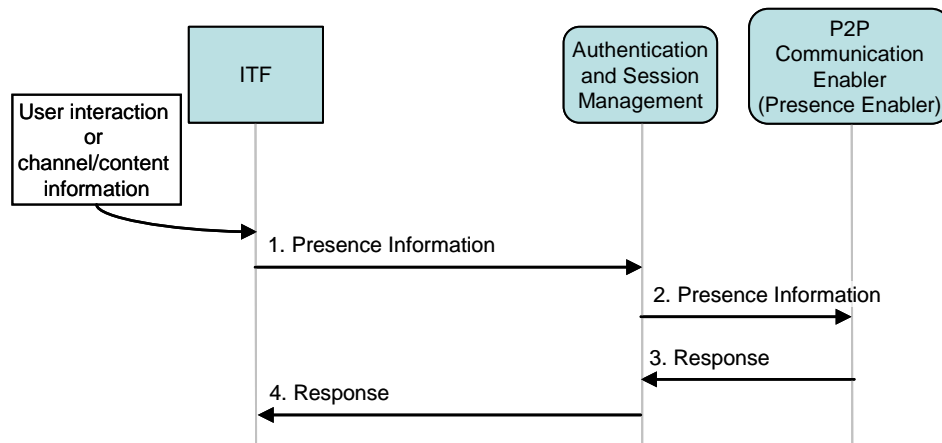 ITF
Authentication
and Session
Management
P2P
Communication
Enabler
(Presence Enabler)
User interaction
or
channel/content
information
1. Presence Information
2. Presence Information
3. Response
4. Response